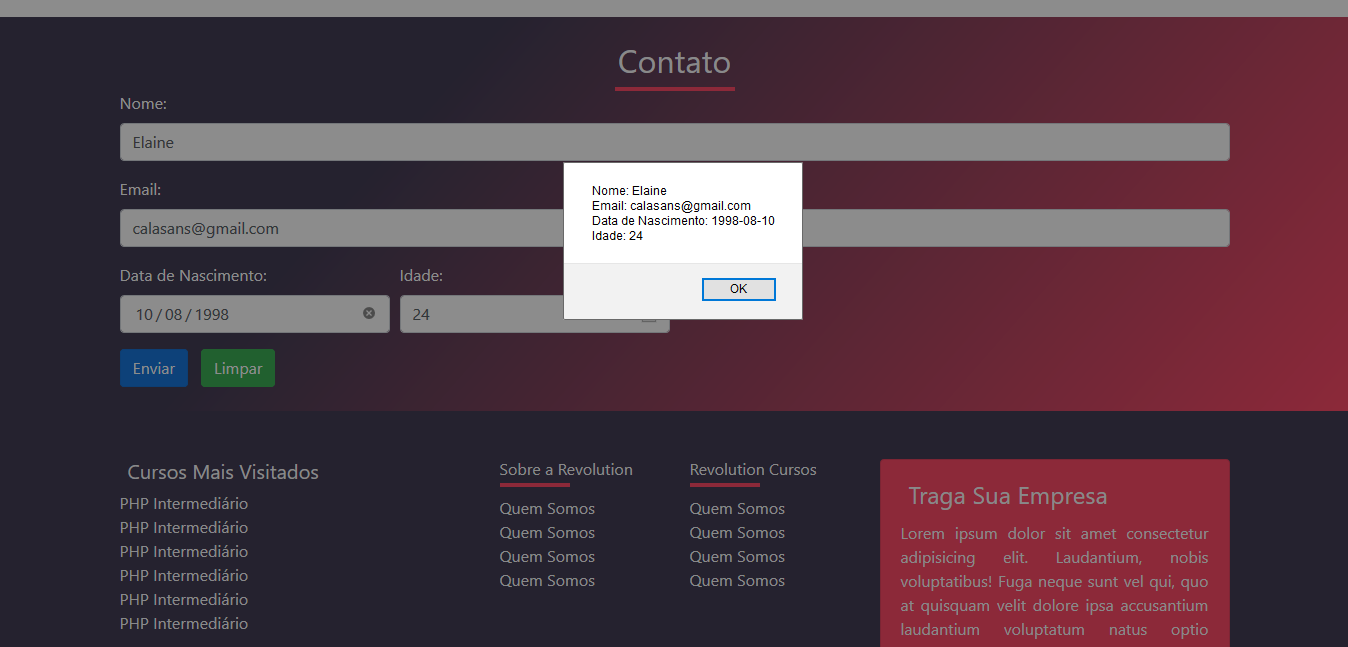 Contato
Nome:
Elaine
Email:
calasans@gmail.com
Data de Nascimento:
Idade:
10 / 08 / 1998
24
Enviar
Limpar
Nome: Elaine
Email: calasans@gmail.com
Data de Nascimento: 1998-08-10
Idade: 24
OK
Cursos Mais Visitados
PHP Intermediário
PHP Intermediário
PHP Intermediário
PHP Intermediário
PHP Intermediário
PHP Intermediário
Sobre a Revolution
Quem Somos
Quem Somos
Quem Somos
Quem Somos
Revolution Cursos
Quem Somos
Quem Somos
Quem Somos
Quem Somos
Traga Sua Empresa
Lorem ipsum dolor sit amet consectetur
adipisicing elit. Laudantium, nobis
voluptatibus! Fuga neque sunt vel qui, quo
at quisquam velit dolore ipsa accusantium
laudantium voluptatum natus optio